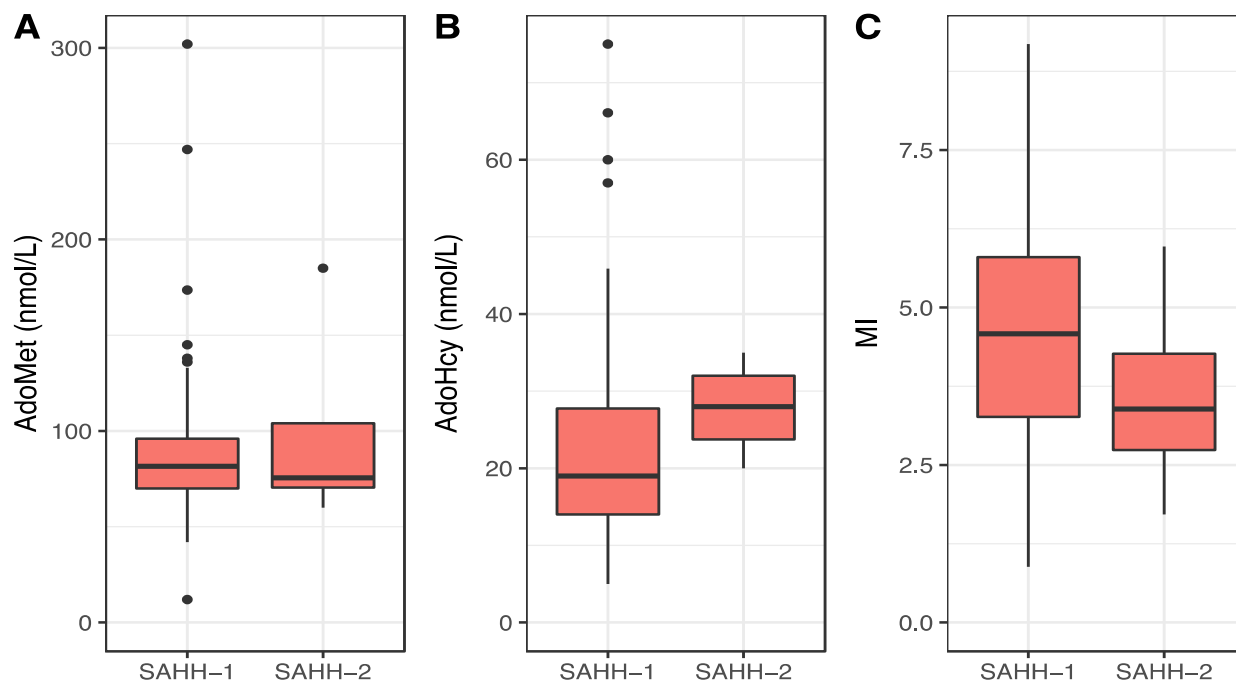 A
AdoMet (nmol/L)
300
200
100
0
SAHH−1 SAHH−2
B
AdoHcy (nmol/L)
60
40
20
0
SAHH−1 SAHH−2
C
MI
7.5
5.0
2.5
0.0
SAHH−1 SAHH−2